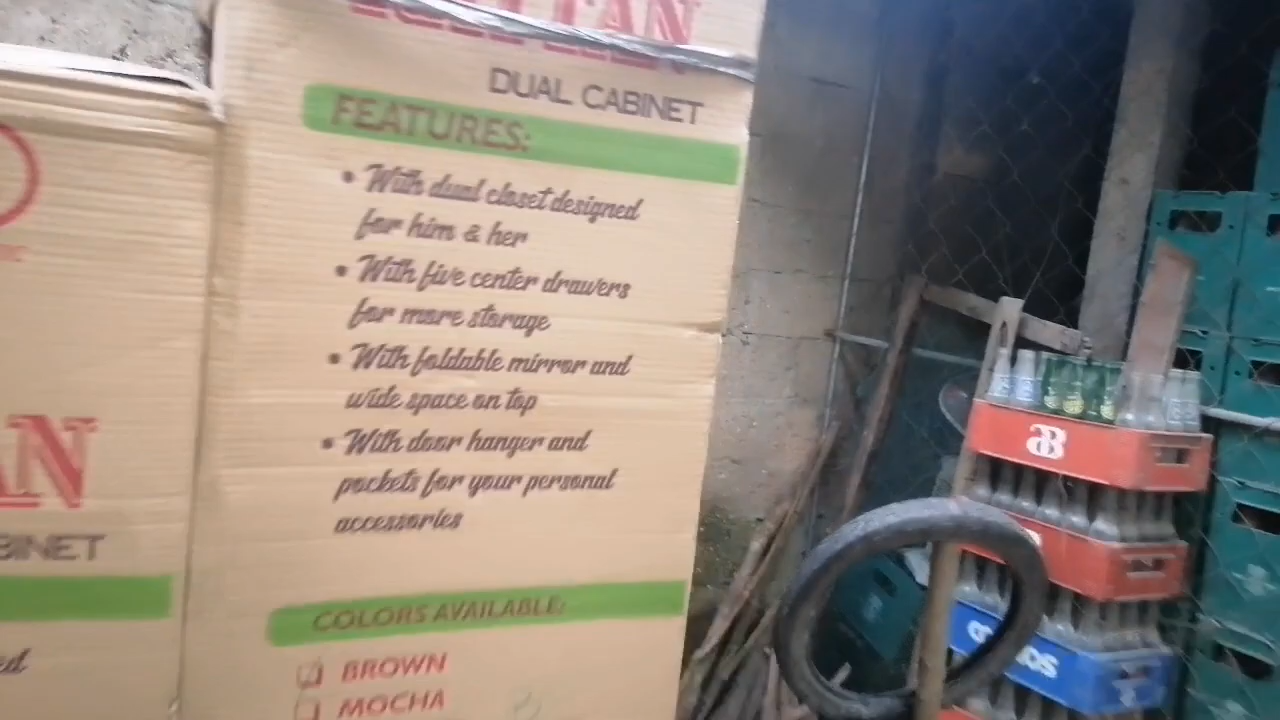 DUAL CABINET
FEATURES:
• With dual closet designed
for him & her
• With five center drawers
for more storage
• With foldable mirror and
wide space on top
• With door hanger and
pockets for your personal
accessories
COLORS AVAILABLE:
BROWN
MOCHA